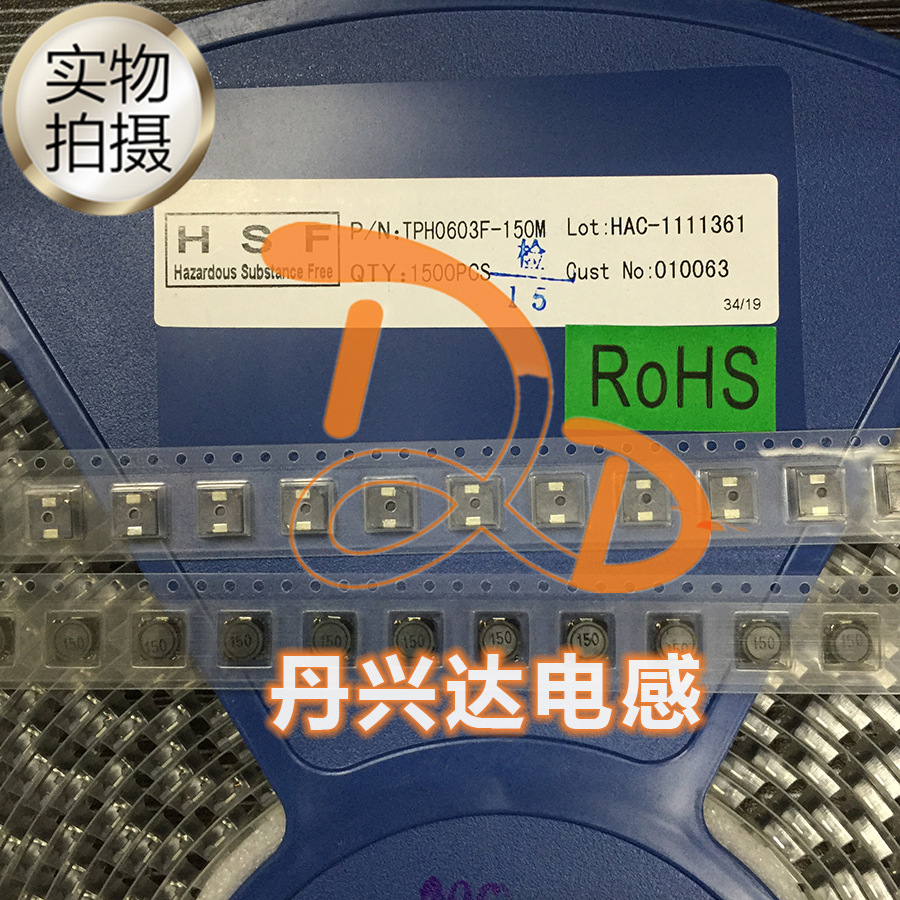 实物
拍摄
H S F
Hazardous Substance Free
P/N:TPH0603F-150M
Lot:HAC-1111361
QTY:1500PCS
检
15
Cust No:010063
34/19
RoHS
D
150
150
150
150
150
150
150
150
150
150
丹兴达电感